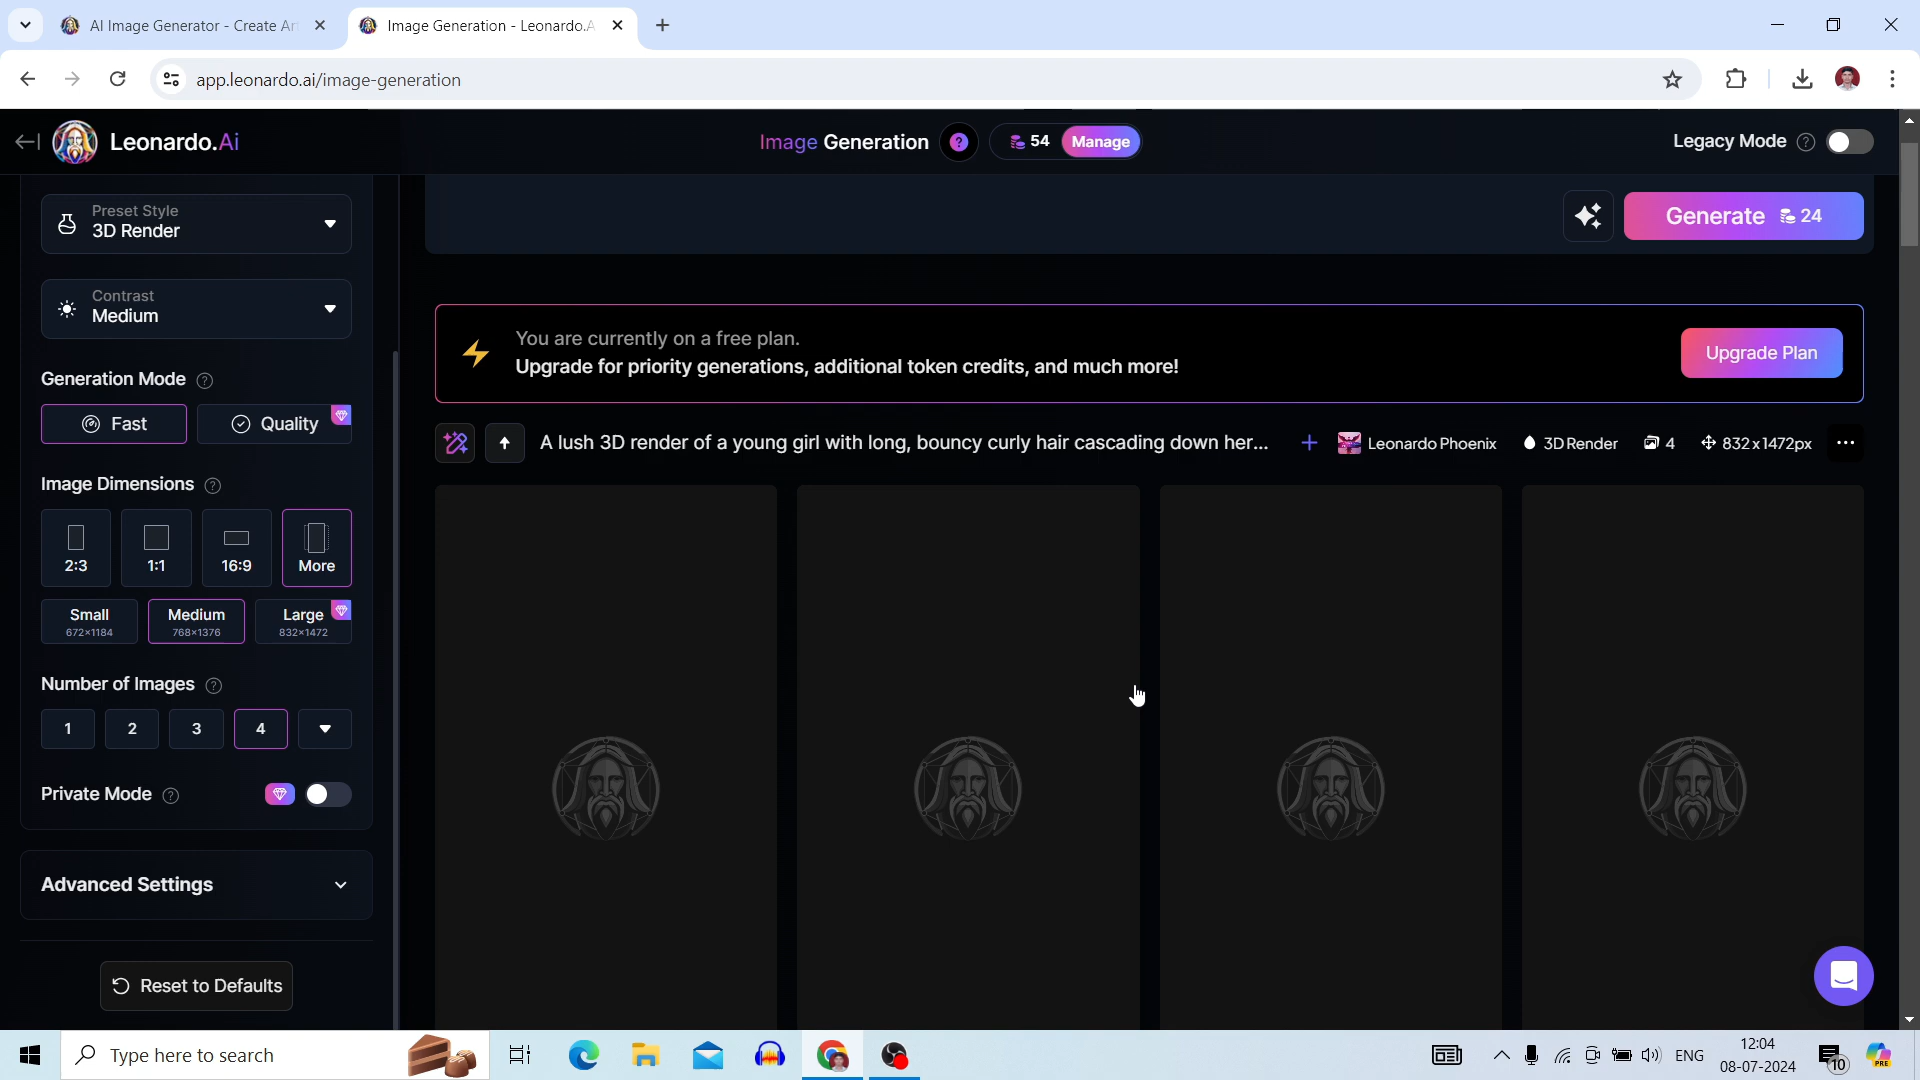 AI Image Generator - Create Ar
Image Generation - Leonardo.A
app.leonardo.ai/image-generation
Leonardo.Ai
Image Generation ? 54 Manage
Legacy Mode ?
Preset Style
3D Render
Contrast
Medium
Generation Mode ?
Fast
Quality
Image Dimensions ?
2:3
1:1
16:9
More
Small
672×1184
Medium
768×1376
Large
832×1472
Number of Images ?
1 2 3 4
Private Mode ?
Advanced Settings
Reset to Defaults
Generate 24
You are currently on a free plan.
Upgrade for priority generations, additional token credits, and much more!
Upgrade Plan
A lush 3D render of a young girl with long, bouncy curly hair cascading down her...
Leonardo Phoenix
3D Render
4
832 x 1472px
Type here to search
ENG
12:04
08-07-2024
10
PRE